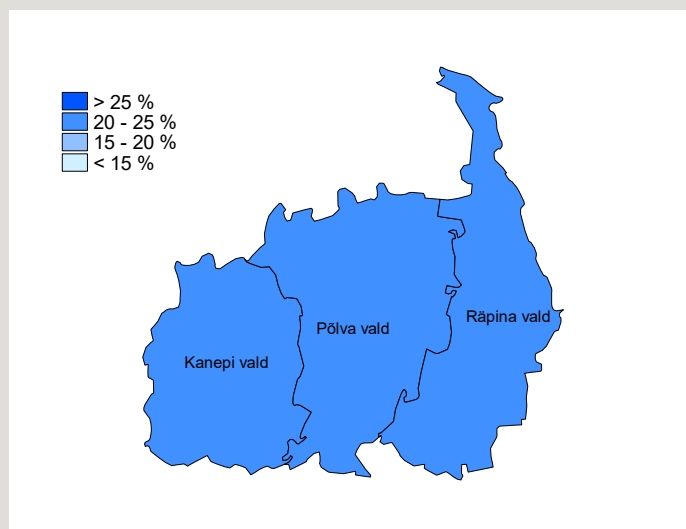 > 25 %
20 - 25 %
15 - 20 %
< 15 %
Räpina vald
Põlva vald
Kanepi vald